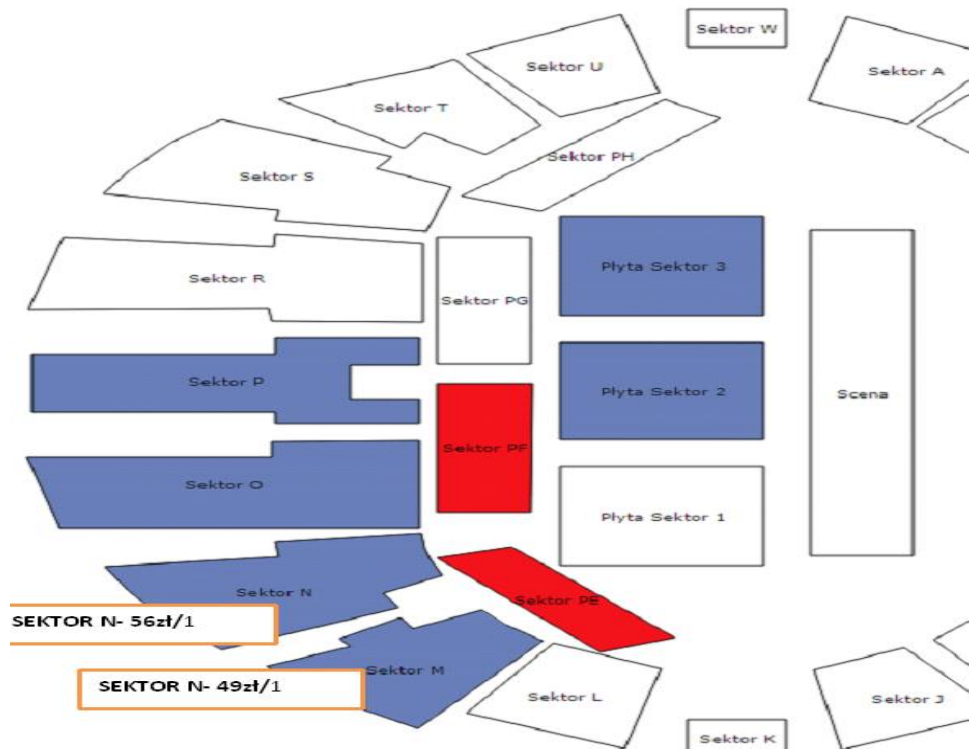 Sektor W
Sektor U
Sektor A
Sektor T
Sektor PH
Sektor S
Płyta Sektor 3
Sektor R
Sektor PG
Sektor P
Płyta Sektor 2
Scena
Sektor PF
Sektor O
Płyta Sektor 1
Sektor N
Sektor PE
SEKTOR N- 56zł/1
Sektor M
SEKTOR N- 49zł/1
Sektor L
Sektor J
Sektor K